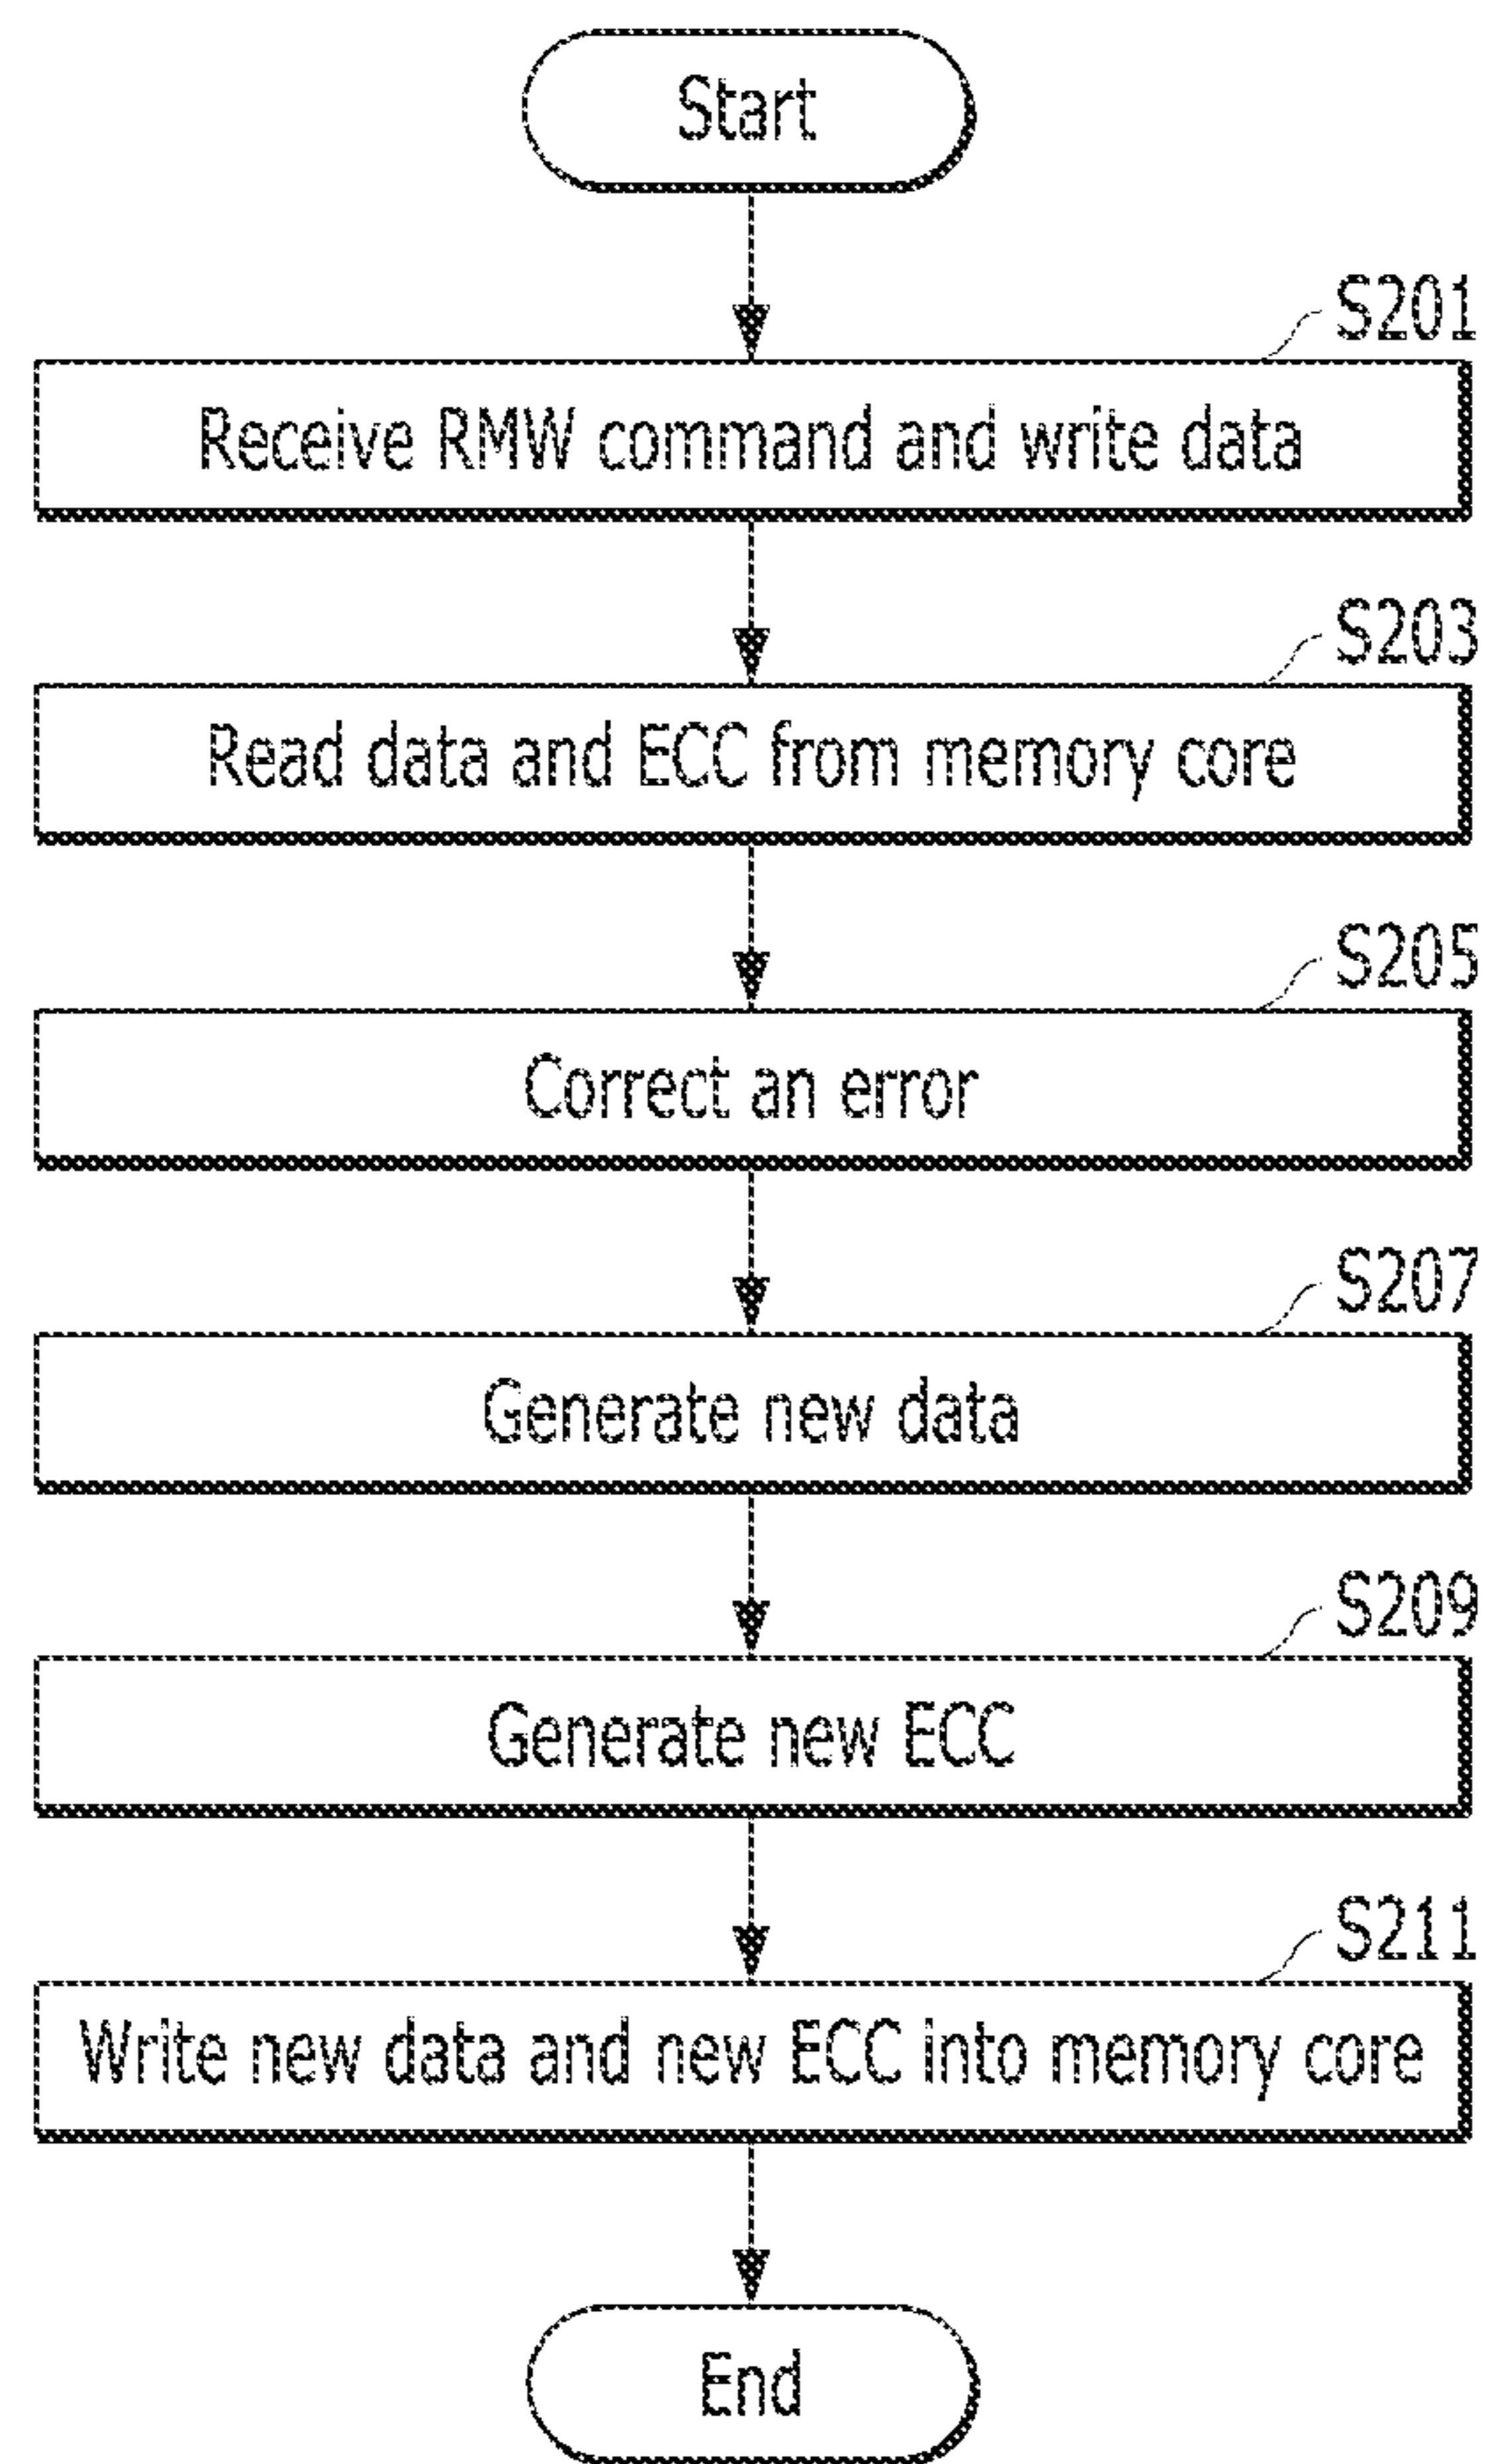 Start
S201
Receive RMW command and write data
S203
Read data and ECC from memory core
S205
Correct an error
S207
Generate new data
S209
Generate new ECC
S211
Write new data and new ECC into memory core
End